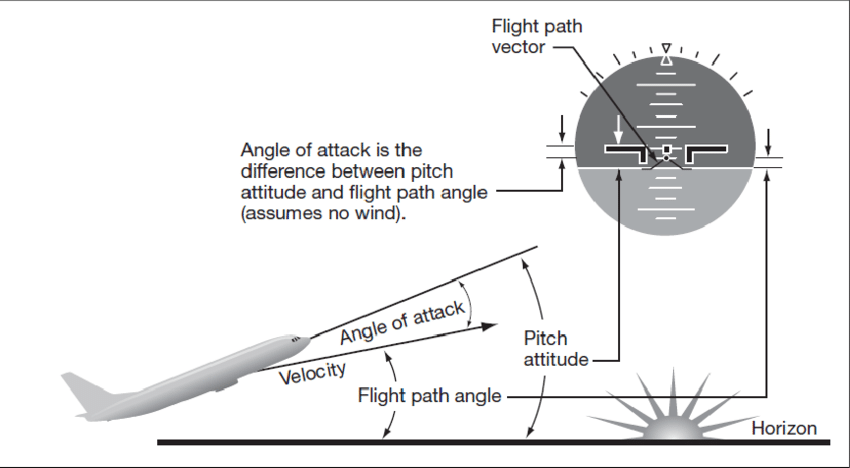 Flight path
vector
Angle of attack is the
difference between pitch
attitude and flight path angle
(assumes no wind).
Angle of attack
Velocity
Pitch
attitude
Flight path angle
Horizon